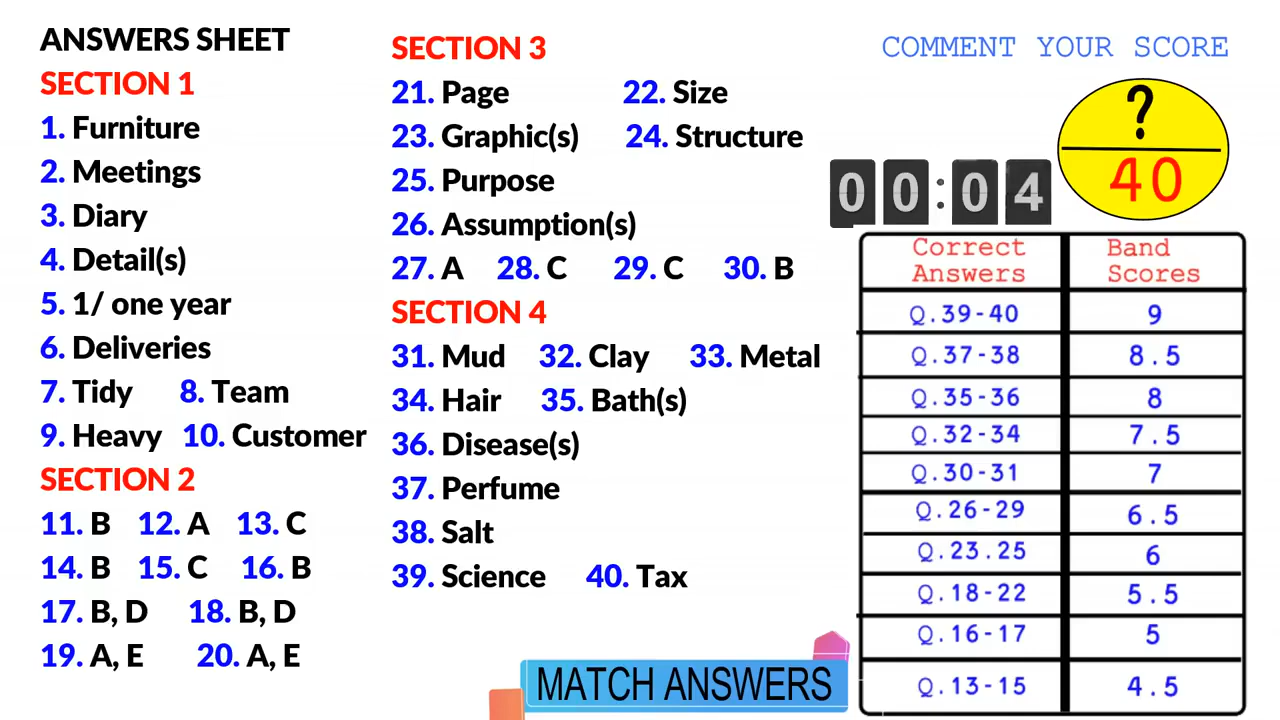 ANSWERS SHEET
SECTION 1
1. Furniture
2. Meetings
3. Diary
4. Detail(s)
5. 1/ one year
6. Deliveries
7. Tidy 8. Team
9. Heavy 10. Customer
SECTION 2
11. B 12. A 13. C
14. B 15. C 16. B
17. B, D 18. B, D
19. A, E 20. A, E
SECTION 3
21. Page 22. Size
23. Graphic(s) 24. Structure
25. Purpose
26. Assumption(s)
27. A 28. C 29. C 30. B
SECTION 4
31. Mud 32. Clay 33. Metal
34. Hair 35. Bath(s)
36. Disease(s)
37. Perfume
38. Salt
39. Science 40. Tax
MATCH ANSWERS
COMMENT YOUR SCORE
?
40
00:04
Correct Answers Band Scores
Q.39-40 9
Q.37-38 8.5
Q.35-36 8
Q.32-34 7.5
Q.30-31 7
Q.26-29 6.5
Q.23.25 6
Q.18-22 5.5
Q.16-17 5
Q.13-15 4.5